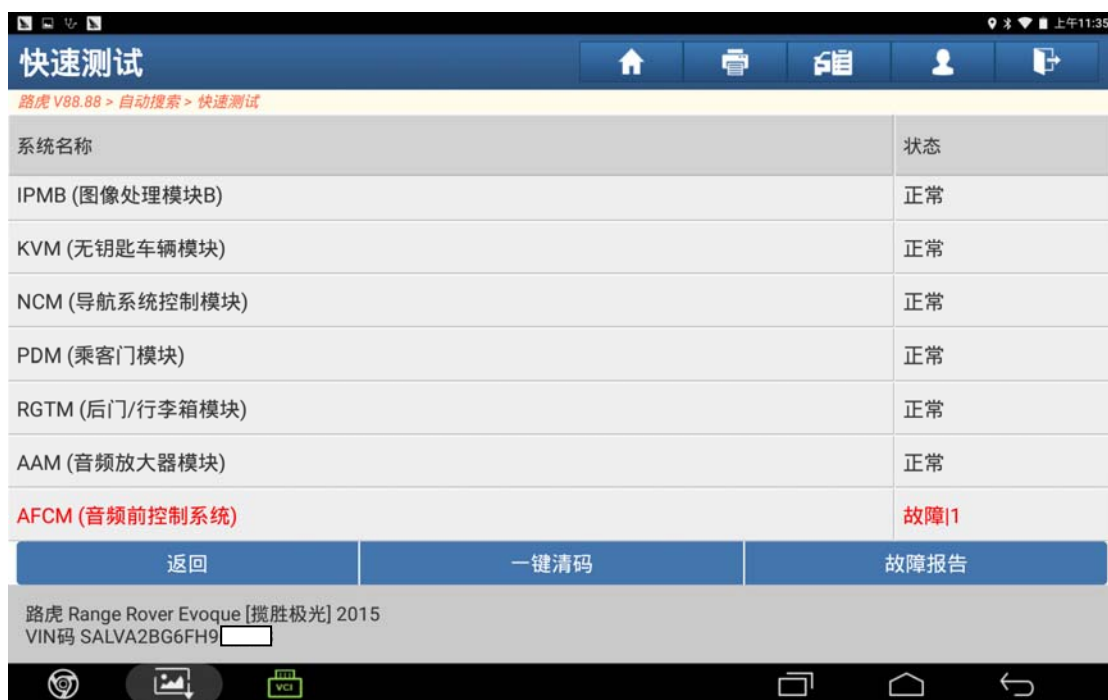 上午11:35
快速测试
路虎 V88.88 > 自动搜索 > 快速测试
系统名称 状态
IPMB (图像处理模块B) 正常
KVM (无钥匙车辆模块) 正常
NCM (导航系统控制模块) 正常
PDM (乘客门模块) 正常
RGTM (后门/行李箱模块) 正常
AAM (音频放大器模块) 正常
AFCM (音频前控制系统) 故障|1
返回 一键清码 故障报告
路虎 Range Rover Evoque [揽胜极光] 2015
VIN码 SALVA2BG6FH9
VCI